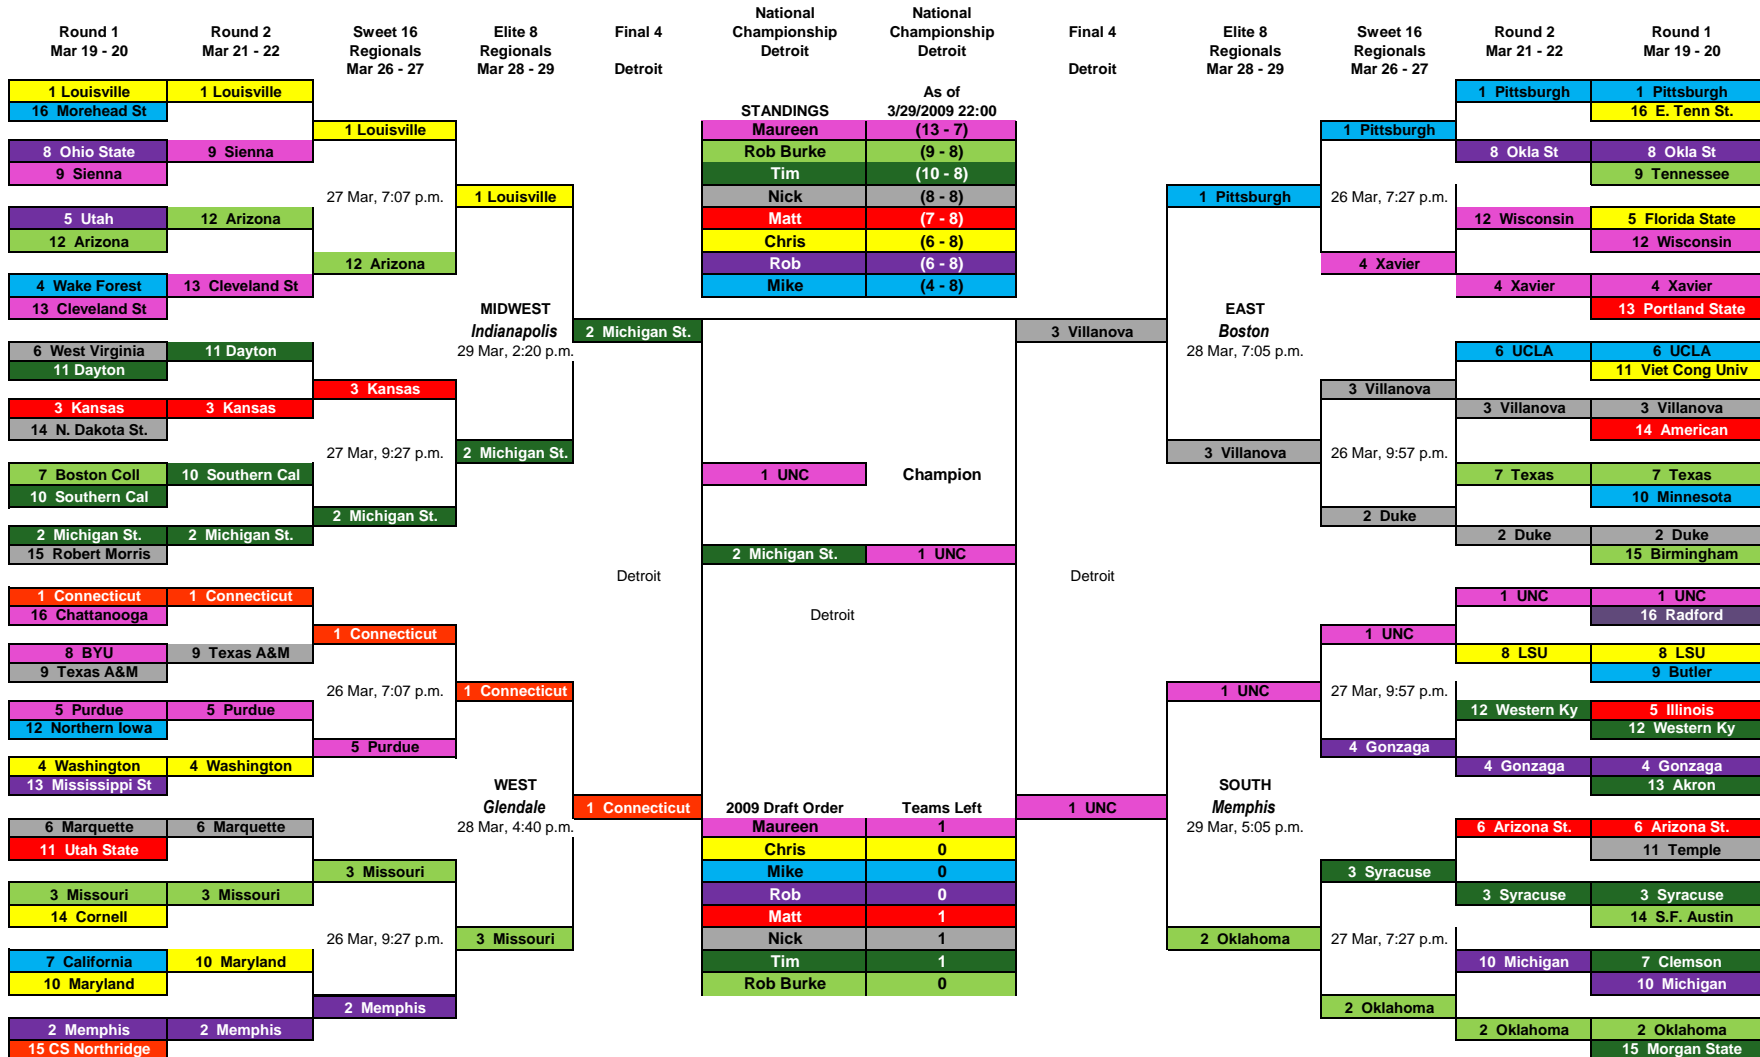 National National
Round 1 Round 2 Sweet 16 Elite 8 Final 4 Championship Championship Final 4 Elite 8 Sweet 16 Round 2 Round 1
Mar 19 - 20 Mar 21 - 22 Regionals Regionals Detroit Detroit Regionals Regionals Mar 21 - 22 Mar 19 - 20
Mar 26 - 27 Mar 28 - 29 Detroit Detroit Mar 28 - 29 Mar 26 - 27
1 Louisville 1 Louisville As of 1 Pittsburgh 1 Pittsburgh
16 Morehead St STANDINGS 3/29/2009 22:00 16 E. Tenn St.
1 Louisville Maureen (13 - 7) 1 Pittsburgh
8 Ohio State 9 Sienna Rob Burke (9 - 8) 8 Okla St 8 Okla St
9 Sienna Tim (10 - 8) 9 Tennessee
27 Mar, 7:07 p.m. 1 Louisville Nick (8 - 8) 1 Pittsburgh 26 Mar, 7:27 p.m.
5 Utah 12 Arizona Matt (7 - 8) 12 Wisconsin 5 Florida State
12 Arizona Chris (6 - 8) 12 Wisconsin
12 Arizona Rob (6 - 8) 4 Xavier
4 Wake Forest 13 Cleveland St Mike (4 - 8) 4 Xavier 4 Xavier
13 Cleveland St MIDWEST EAST 13 Portland State
Indianapolis 2 Michigan St. 3 Villanova Boston
6 West Virginia 11 Dayton 29 Mar, 2:20 p.m. 28 Mar, 7:05 p.m. 6 UCLA 6 UCLA
11 Dayton 11 Viet Cong Univ
3 Kansas 3 Villanova
3 Kansas 3 Kansas 3 Villanova 3 Villanova
14 N. Dakota St. 14 American
27 Mar, 9:27 p.m. 2 Michigan St. 3 Villanova 26 Mar, 9:57 p.m.
7 Boston Coll 10 Southern Cal 1 UNC Champion 7 Texas 7 Texas
10 Southern Cal 10 Minnesota
2 Michigan St. 2 Duke
2 Michigan St. 2 Michigan St. 2 Duke 2 Duke
15 Robert Morris 2 Michigan St. 1 UNC 15 Birmingham
Detroit Detroit
1 Connecticut 1 Connecticut 1 UNC 1 UNC
16 Chattanooga Detroit 16 Radford
1 Connecticut 1 UNC
8 BYU 9 Texas A&M 8 LSU 8 LSU
9 Texas A&M 9 Butler
26 Mar, 7:07 p.m. 1 Connecticut 1 UNC 27 Mar, 9:57 p.m.
5 Purdue 5 Purdue 12 Western Ky 5 Illinois
12 Northern Iowa 12 Western Ky
5 Purdue 4 Gonzaga
4 Washington 4 Washington 4 Gonzaga 4 Gonzaga
13 Mississippi St WEST SOUTH 13 Akron
Glendale 1 Connecticut 2009 Draft Order Teams Left 1 UNC Memphis
6 Marquette 6 Marquette 28 Mar, 4:40 p.m. Maureen 1 29 Mar, 5:05 p.m. 6 Arizona St. 6 Arizona St.
11 Utah State Chris 0 11 Temple
3 Missouri Mike 0 3 Syracuse
3 Missouri 3 Missouri Rob 0 3 Syracuse 3 Syracuse
14 Cornell Matt 1 14 S.F. Austin
26 Mar, 9:27 p.m. 3 Missouri Nick 1 2 Oklahoma 27 Mar, 7:27 p.m.
7 California 10 Maryland Tim 1 10 Michigan 7 Clemson
10 Maryland Rob Burke 0 10 Michigan
2 Memphis 2 Oklahoma
2 Memphis 2 Memphis 2 Oklahoma 2 Oklahoma
15 CS Northridge 15 Morgan State